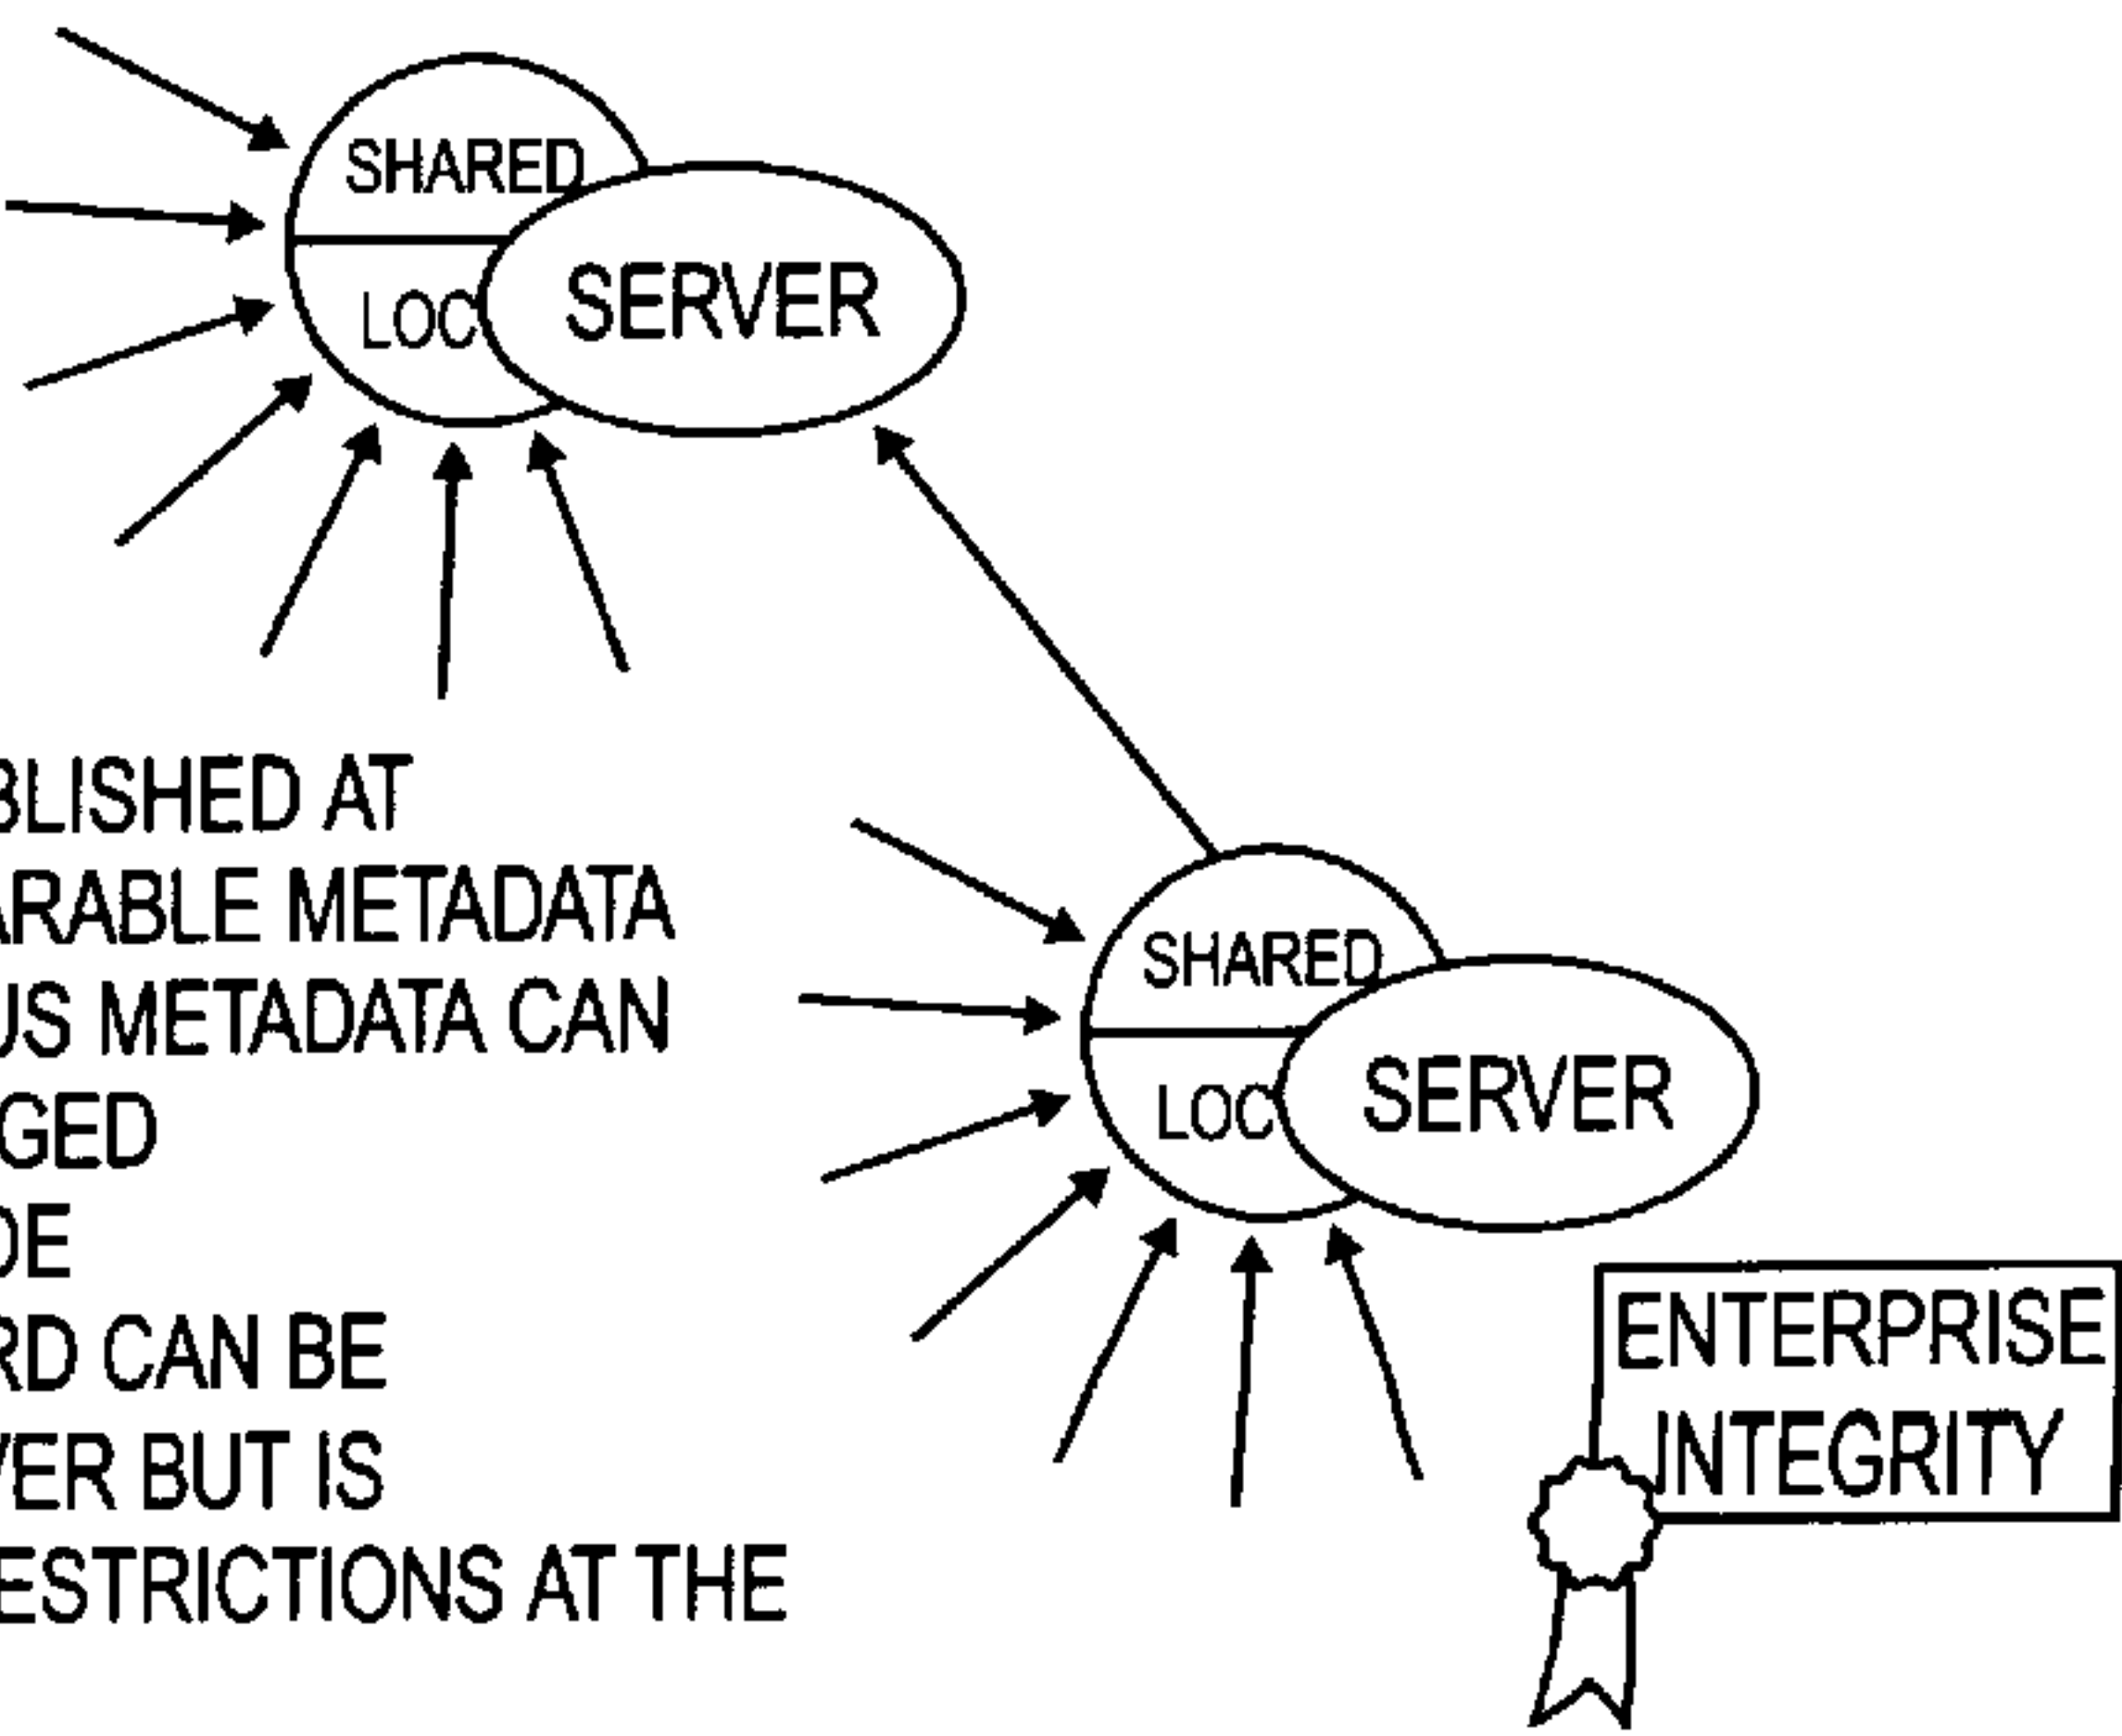 SHARED
LOC
SERVER
BLISHED AT
ARABLE METADATA
US METADATA CAN
GED
DE
RD CAN BE
VER BUT IS
ESTRICTIONS AT THE
SHARED
LOC
SERVER
ENTERPRISE
INTEGRITY